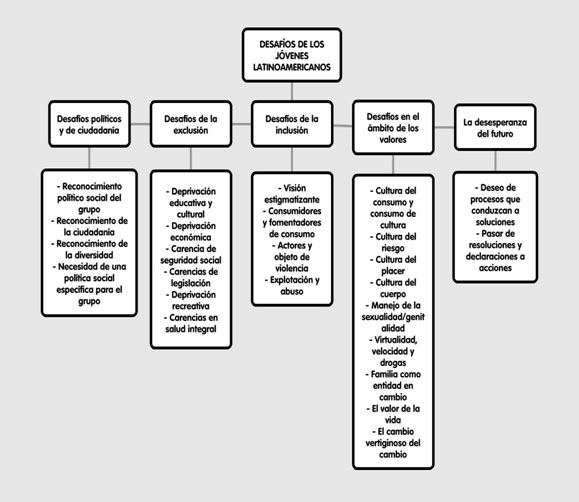 DESAFÍOS DE LOS
JÓVENES
LATINOAMERICANOS
Desafíos políticos
y de ciudadanía
Desafíos de la
exclusión
Desafíos de la
inclusión
Desafíos en el
ámbito de los
valores
La desesperanza
del futuro
- Reconocimiento
político social del
grupo
- Reconocimiento de
la ciudadanía
- Reconocimiento de
la diversidad
- Necesidad de una
política social
específica para el
grupo
- Deprivación
educativa y
cultural
- Deprivación
económica
- Carencia de
seguridad social
- Carencias de
legislación
- Deprivación
recreativa
- Carencias en
salud integral
- Visión
estigmatizante
- Consumidores
y fomentadores
de consumo
- Actores y
objeto de
violencia
- Explotación y
abuso
- Cultura del
consumo y
consumo de
cultura
- Cultura del
riesgo
- Cultura del
placer
- Cultura del
cuerpo
- Manejo de la
sexualidad/genit
alidad
- Virtualidad,
velocidad y
drogas
- Familia como
entidad en
cambio
- El valor de la
vida
- El cambio
vertiginoso del
cambio
- Deseo de
procesos que
conduzcan a
soluciones
- Pasar de
resoluciones y
declaraciones a
acciones